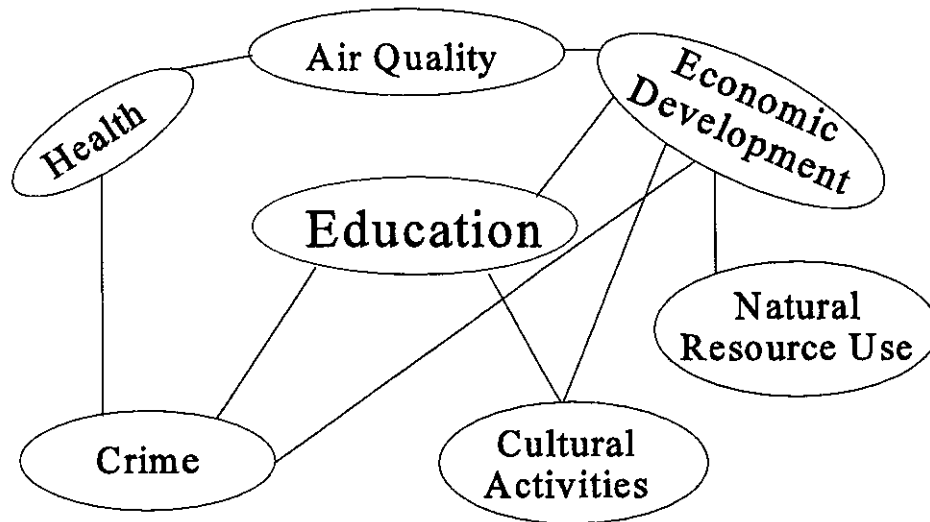 Air Quality
Economic
Development
Health
Education
Natural
Resource Use
Crime
Cultural
Activities